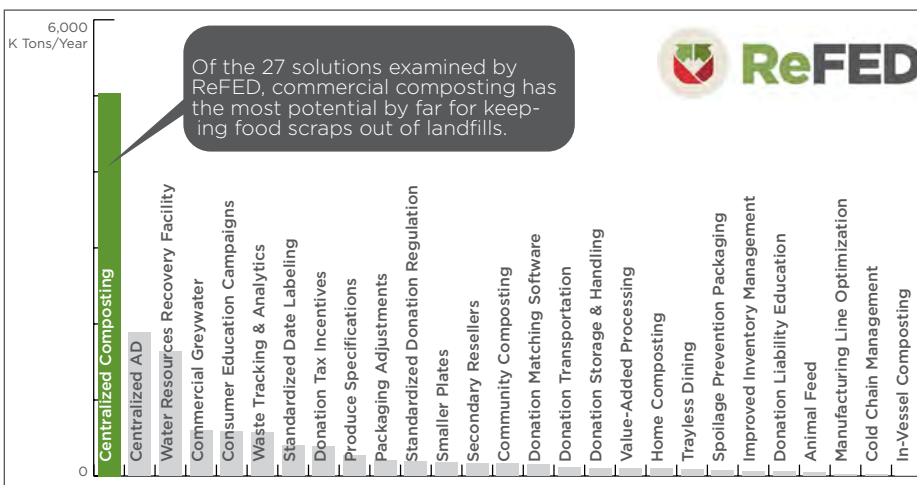 6,000
K Tons/Year
Of the 27 solutions examined by
ReFED, commercial composting has
the most potential by far for keep-
ing food scraps out of landfills.
ReFED
0
Centralized Composting
Centralized AD
Water Resources Recovery Facility
Commercial Greywater
Consumer Education Campaigns
Waste Tracking & Analytics
Standardized Date Labeling
Donation Tax Incentives
Produce Specifications
Packaging Adjustments
Standardized Donation Regulation
Smaller Plates
Secondary Resellers
Community Composting
Donation Matching Software
Donation Transportation
Donation Storage & Handling
Value-Added Processing
Home Composting
Trayless Dining
Spoilage Prevention Packaging
Improved Inventory Management
Donation Liability Education
Animal Feed
Manufacturing Line Optimization
Cold Chain Management
In-Vessel Composting